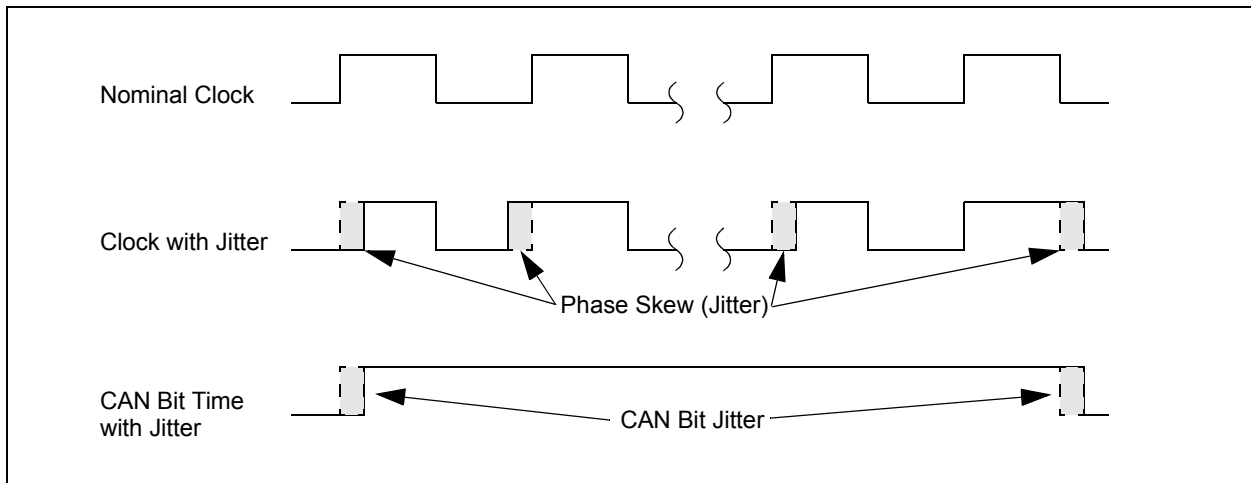 Nominal Clock
Clock with Jitter
Phase Skew (Jitter)
CAN Bit Time
with Jitter
CAN Bit Jitter